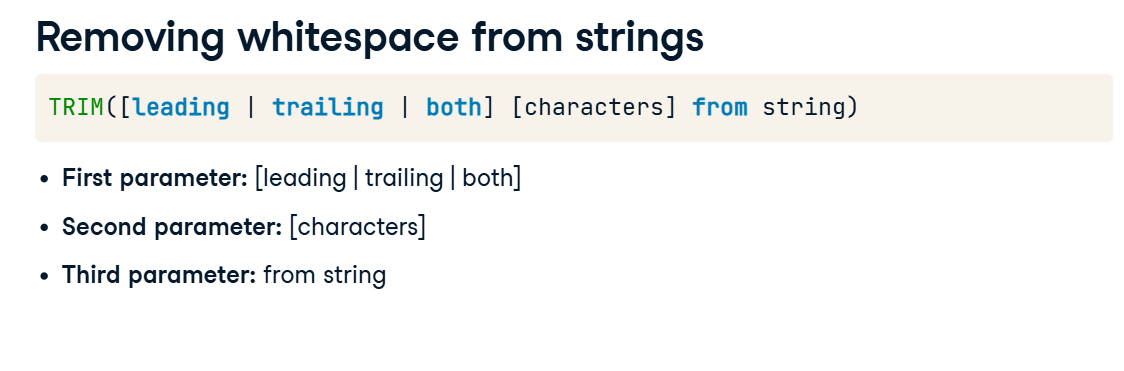 Removing whitespace from strings
TRIM([leading | trailing | both] [characters] from string)
• First parameter: [leading | trailing | both]
• Second parameter: [characters]
• Third parameter: from string